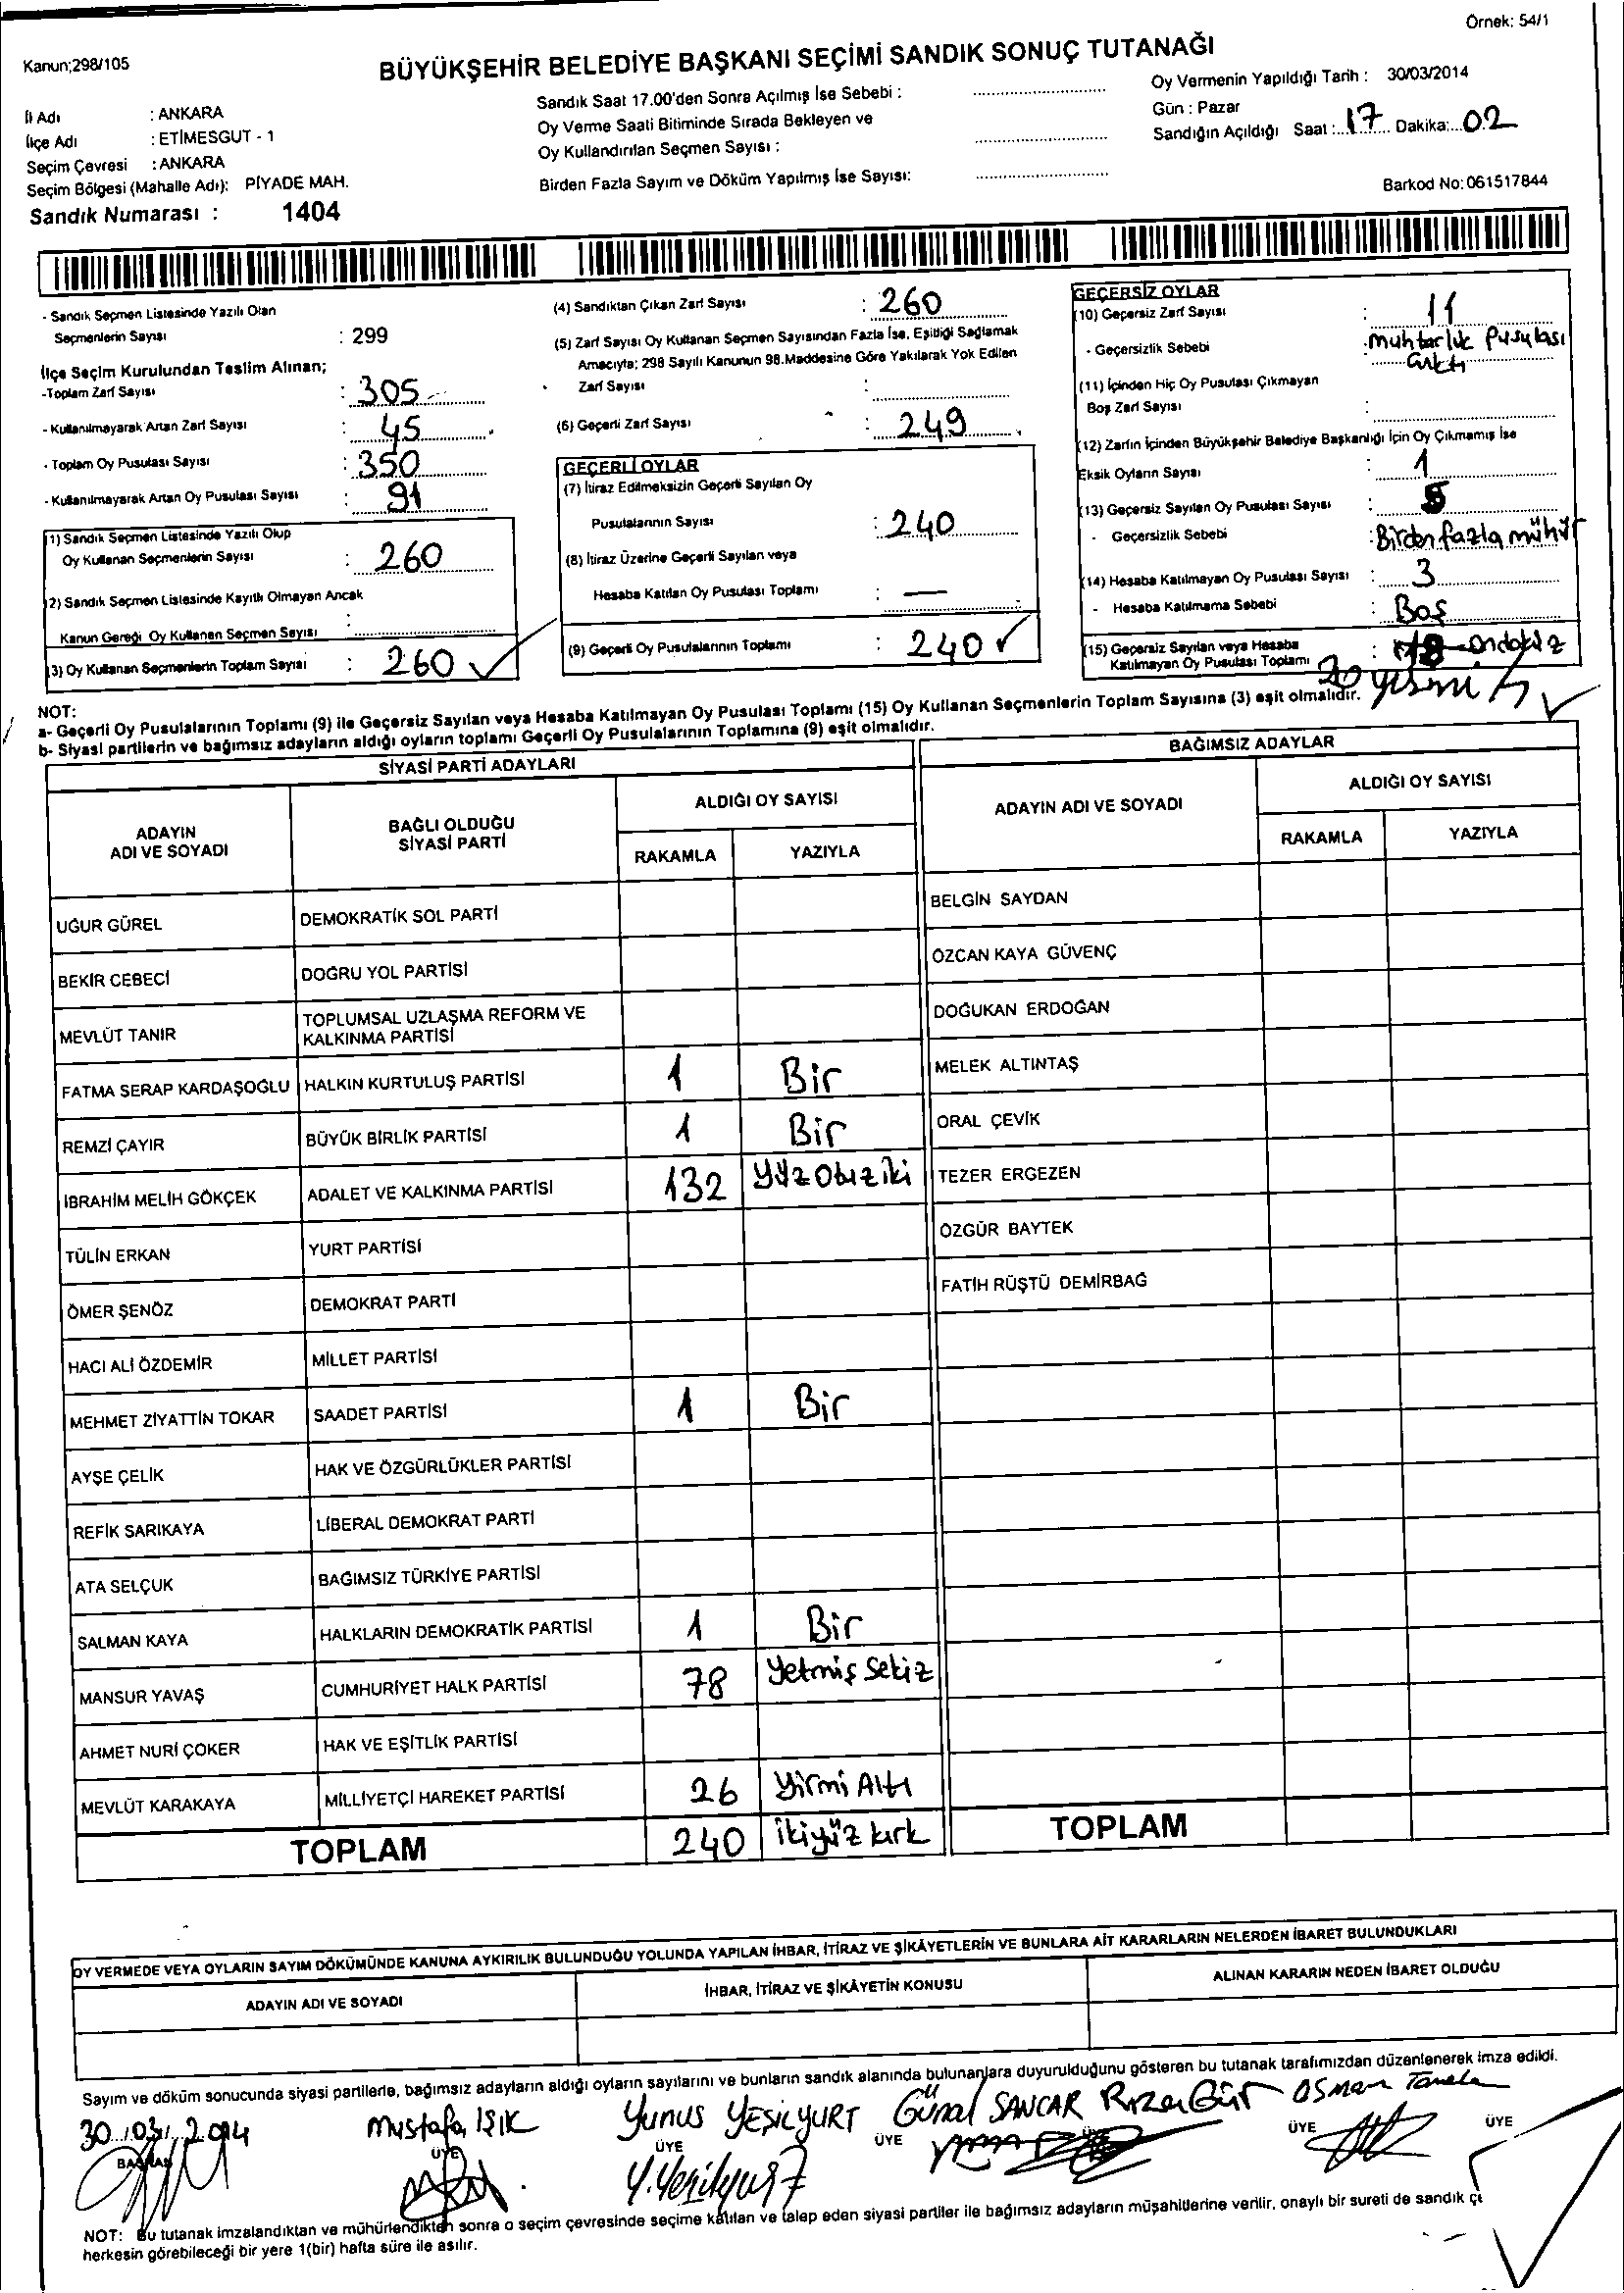 Örnek: 54/1
Kanun;298/105
BÜYÜKŞEHİR BELEDİYE BAŞKANI SEÇİMİ SANDIK SONUÇ TUTANAĞI
İl Adı : ANKARA
İlçe Adı : ETİMESGUT - 1
Seçim Çevresi : ANKARA
Seçim Bölgesi (Mahalle Adı): PİYADE MAH.
Sandık Numarası : 1404
Sandık Saat 17.00'den Sonra Açılmış İse Sebebi :
Oy Verme Saati Bitiminde Sırada Bekleyen ve
Oy Kullandırılan Seçmen Sayısı :
Birden Fazla Sayım ve Döküm Yapılmış İse Sayısı:
Oy Vermenin Yapıldığı Tarih : 30/03/2014
Gün : Pazar
Sandığın Açıldığı Saat : 17 Dakika: 02
Barkod No: 061517844
- Sandık Seçmen Listesinde Yazılı Olan
Seçmenlerin Sayısı : 299
İlçe Seçim Kurulundan Teslim Alınan;
-Toplam Zarf Sayısı : 305
- Kullanılmayarak Artan Zarf Sayısı : 45
- Toplam Oy Pusulası Sayısı : 350
- Kullanılmayarak Artan Oy Pusulası Sayısı : 91
(1) Sandık Seçmen Listesinde Yazılı Olup
Oy Kullanan Seçmenlerin Sayısı : 260
(2) Sandık Seçmen Listesinde Kayıtlı Olmayan Ancak
Kanun Gereği Oy Kullanan Seçmen Sayısı :
(3) Oy Kullanan Seçmenlerin Toplam Sayısı : 260
(4) Sandıktan Çıkan Zarf Sayısı : 260
(5) Zarf Sayısı Oy Kullanan Seçmen Sayısından Fazla İse, Eşitliği Sağlamak
Amacıyla; 298 Sayılı Kanunun 98.Maddesine Göre Yakılarak Yok Edilen
Zarf Sayısı :
(6) Geçerli Zarf Sayısı : 249
GEÇERLİ OYLAR
(7) İtiraz Edilmeksizin Geçerli Sayılan Oy
Pusulalarının Sayısı : 240
(8) İtiraz Üzerine Geçerli Sayılan veya
Hesaba Katılan Oy Pusulası Toplamı : —
(9) Geçerli Oy Pusulalarının Toplamı : 240
GEÇERSİZ OYLAR
(10) Geçersiz Zarf Sayısı : 11
- Geçersizlik Sebebi : muhtarlık Pusulası
Çıktı
(11) İçinden Hiç Oy Pusulası Çıkmayan
Boş Zarf Sayısı :
(12) Zarfın İçinden Büyükşehir Belediye Başkanlığı İçin Oy Çıkmamış İse
Eksik Oyların Sayısı : 1
(13) Geçersiz Sayılan Oy Pusulası Sayısı : 5
- Geçersizlik Sebebi : Birden fazla mühür
(14) Hesaba Katılmayan Oy Pusulası Sayısı : 3
- Hesaba Katılmama Sebebi : Boş
(15) Geçersiz Sayılan veya Hesaba
Katılmayan Oy Pusulası Toplamı : 20 yirmi
NOT:
a- Geçerli Oy Pusulalarının Toplamı (9) ile Geçersiz Sayılan veya Hesaba Katılmayan Oy Pusulası Toplamı (15) Oy Kullanan Seçmenlerin Toplam Sayısına (3) eşit olmalıdır.
b- Siyasi partilerin ve bağımsız adayların aldığı oyların toplamı Geçerli Oy Pusulalarının Toplamına (9) eşit olmalıdır.
SİYASİ PARTİ ADAYLARI
ADAYIN ADI VE SOYADI BAĞLI OLDUĞU SİYASİ PARTİ ALDIĞI OY SAYISI
RAKAMLA YAZIYLA
UĞUR GÜREL DEMOKRATİK SOL PARTİ
BEKİR CEBECİ DOĞRU YOL PARTİSİ
MEVLÜT TANIR TOPLUMSAL UZLAŞMA REFORM VE KALKINMA PARTİSİ
FATMA SERAP KARDAŞOĞLU HALKIN KURTULUŞ PARTİSİ 1 Bir
REMZİ ÇAYIR BÜYÜK BİRLİK PARTİSİ 1 Bir
İBRAHİM MELİH GÖKÇEK ADALET VE KALKINMA PARTİSİ 132 Yüz Otuz iki
TÜLİN ERKAN YURT PARTİSİ
ÖMER ŞENÖZ DEMOKRAT PARTİ
HACI ALİ ÖZDEMİR MİLLET PARTİSİ
MEHMET ZİYATTİN TOKAR SAADET PARTİSİ 1 Bir
AYŞE ÇELİK HAK VE ÖZGÜRLÜKLER PARTİSİ
REFİK SARIKAYA LİBERAL DEMOKRAT PARTİ
ATA SELÇUK BAĞIMSIZ TÜRKİYE PARTİSİ
SALMAN KAYA HALKLARIN DEMOKRATİK PARTİSİ 1 Bir
MANSUR YAVAŞ CUMHURİYET HALK PARTİSİ 78 Yetmiş Sekiz
AHMET NURİ ÇOKER HAK VE EŞİTLİK PARTİSİ
MEVLÜT KARAKAYA MİLLİYETÇİ HAREKET PARTİSİ 26 Yirmi Altı
TOPLAM 240 ikiyüz kırk
BAĞIMSIZ ADAYLAR
ADAYIN ADI VE SOYADI ALDIĞI OY SAYISI
RAKAMLA YAZIYLA
BELGİN SAYDAN
ÖZCAN KAYA GÜVENÇ
DOĞUKAN ERDOĞAN
MELEK ALTINTAŞ
ORAL ÇEVİK
TEZER ERGEZEN
ÖZGÜR BAYTEK
FATİH RÜŞTÜ DEMİRBAĞ
TOPLAM
OY VERMEDE VEYA OYLARIN SAYIM DÖKÜMÜNDE KANUNA AYKIRILIK BULUNDUĞU YOLUNDA YAPILAN İHBAR, İTİRAZ VE ŞİKÂYETLERİN VE BUNLARA AİT KARARLARIN NELERDEN İBARET BULUNDUKLARI
ADAYIN ADI VE SOYADI İHBAR, İTİRAZ VE ŞİKÂYETİN KONUSU ALINAN KARARIN NEDEN İBARET OLDUĞU
Sayım ve döküm sonucunda siyasi partilerle, bağımsız adayların aldığı oyların sayılarını ve bunların sandık alanında bulunanlara duyurulduğunu gösteren bu tutanak tarafımızdan düzenlenerek imza edildi.
30/03/2014 Mustafa IŞIK Yunus YEŞİLYURT Günal SANCAR Rıza Gür Osman
BAŞKAN ÜYE ÜYE ÜYE ÜYE ÜYE
Y.Yeşilyurt
NOT: Bu tutanak imzalandıktan ve mühürlendikten sonra o seçim çevresinde seçime katılan ve talep eden siyasi partiler ile bağımsız adayların müşahitlerine verilir, onaylı bir sureti de sandık çe
herkesin görebileceği bir yere 1(bir) hafta süre ile asılır.